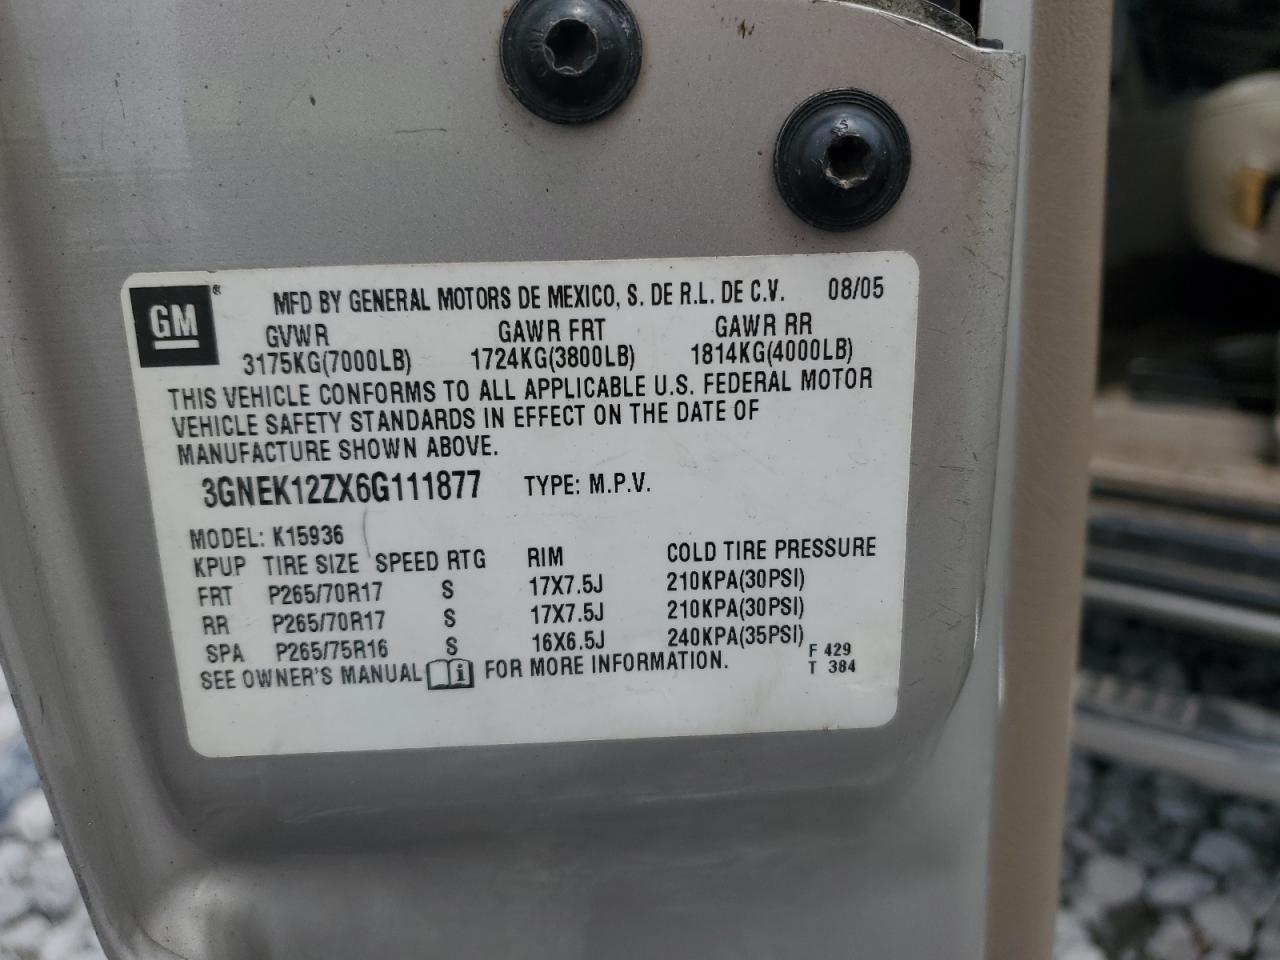 GM ® MFD BY GENERAL MOTORS DE MEXICO, S. DE R.L. DE C.V. 08/05
GVWR GAWR FRT GAWR RR
3175KG(7000LB) 1724KG(3800LB) 1814KG(4000LB)
THIS VEHICLE CONFORMS TO ALL APPLICABLE U.S. FEDERAL MOTOR
VEHICLE SAFETY STANDARDS IN EFFECT ON THE DATE OF
MANUFACTURE SHOWN ABOVE.
3GNEK12ZX6G111877 TYPE: M.P.V.
MODEL: K15936
KPUP TIRE SIZE SPEED RTG RIM COLD TIRE PRESSURE
FRT P265/70R17 S 17X7.5J 210KPA(30PSI)
RR P265/70R17 S 17X7.5J 210KPA(30PSI)
SPA P265/75R16 S 16X6.5J 240KPA(35PSI)
SEE OWNER'S MANUAL i FOR MORE INFORMATION.
F 429
T 384